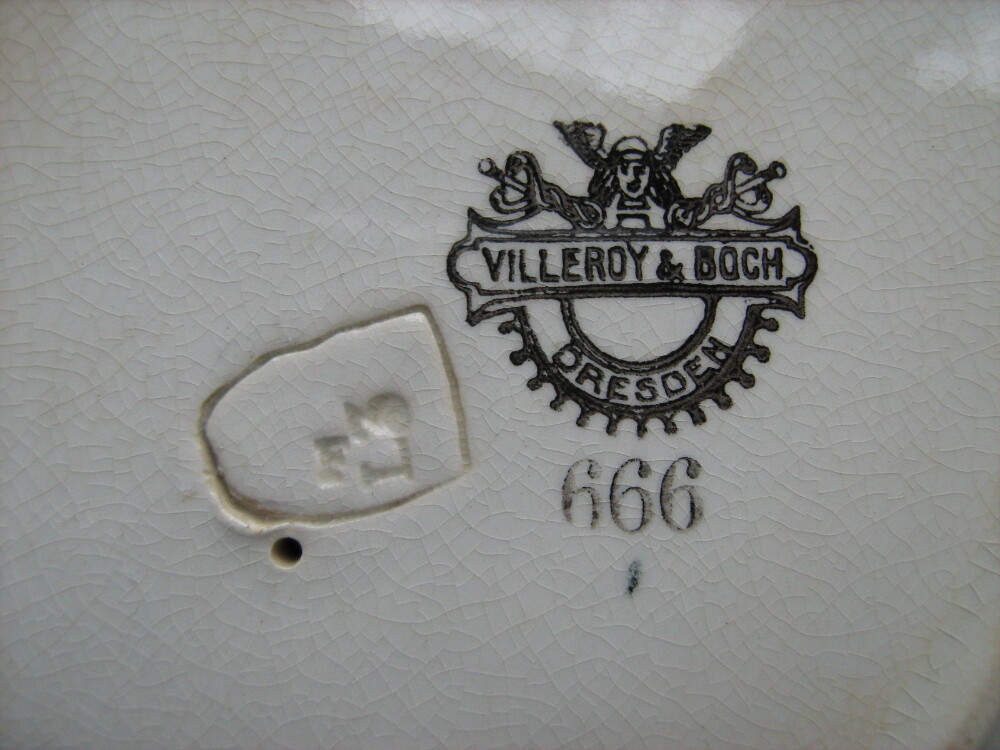 VILLEROY & BOCH
DRESDEN
666